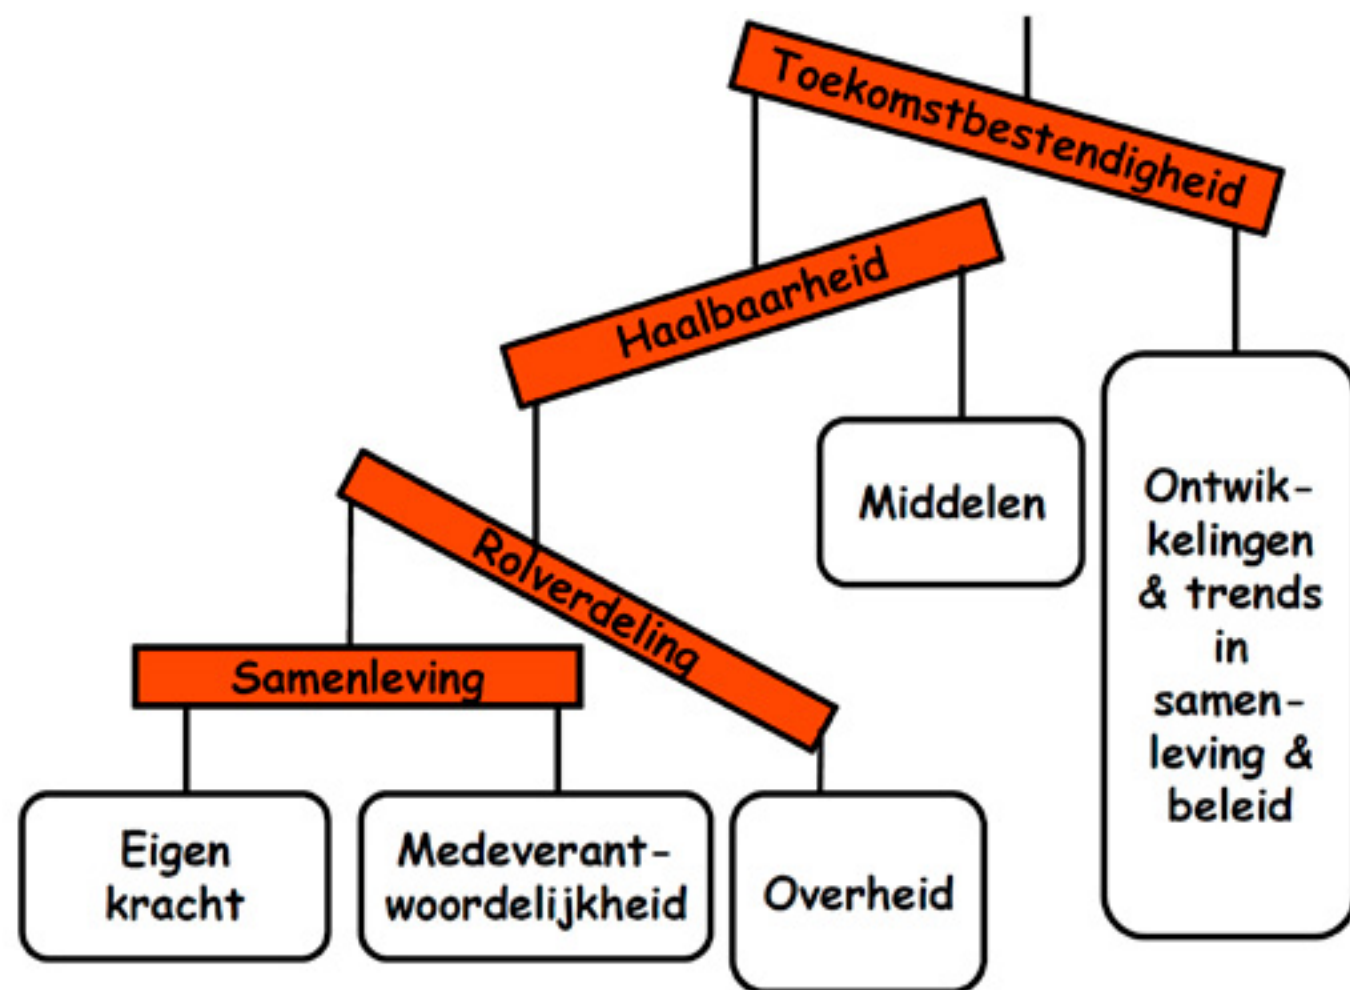 Toekomstbestendigheid
Haalbaarheid
Middelen
Ontwik-
kelingen
& trends
in
samen-
leving &
beleid
Rolverdeling
Samenleving
Eigen
kracht
Medeverant-
woordelijkheid
Overheid